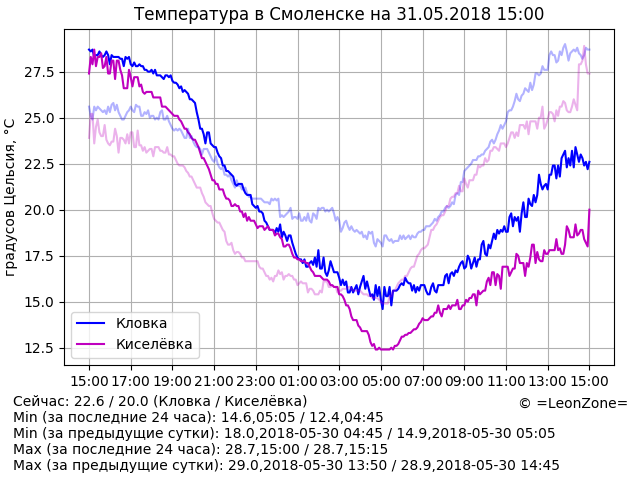 Температура в Смоленске на 31.05.2018 15:00
градусов Цельсия, °C
27.5
25.0
22.5
20.0
17.5
15.0
12.5
Кловка
Киселёвка
15:00 17:00 19:00 21:00 23:00 01:00 03:00 05:00 07:00 09:00 11:00 13:00 15:00
Сейчас: 22.6 / 20.0 (Кловка / Киселёвка)
© =LeonZone=
Min (за последние 24 часа): 14.6,05:05 / 12.4,04:45
Min (за предыдущие сутки): 18.0,2018-05-30 04:45 / 14.9,2018-05-30 05:05
Max (за последние 24 часа): 28.7,15:00 / 28.7,15:15
Max (за предыдущие сутки): 29.0,2018-05-30 13:50 / 28.9,2018-05-30 14:45